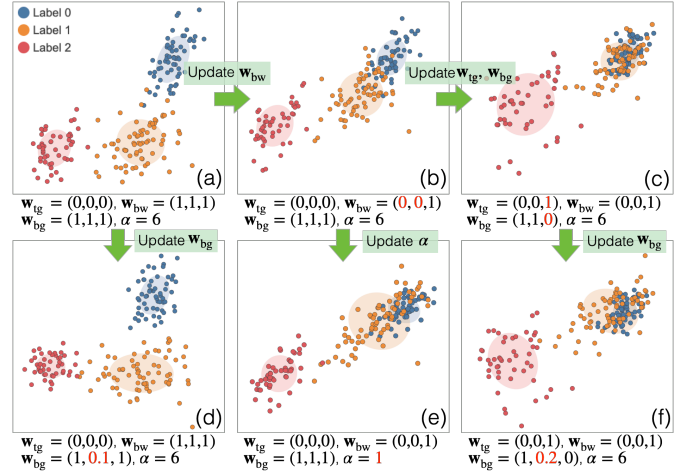 Label 0
Label 1
Label 2
Update w_bw
Update w_tg, w_bg
(a)
(b)
(c)
w_tg = (0,0,0), w_bw = (1,1,1)
w_bg = (1,1,1), α = 6
w_tg = (0,0,0), w_bw = (0, 0,1)
w_bg = (1,1,1), α = 6
w_tg = (0,0,1), w_bw = (0,0,1)
w_bg = (1,1,0), α = 6
Update w_bg
Update α
Update w_bg
(d)
(e)
(f)
w_tg = (0,0,0), w_bw = (1,1,1)
w_bg = (1, 0.1, 1), α = 6
w_tg = (0,0,0), w_bw = (0,0,1)
w_bg = (1,1,1), α = 1
w_tg = (0,0,1), w_bw = (0,0,1)
w_bg = (1, 0.2, 0), α = 6